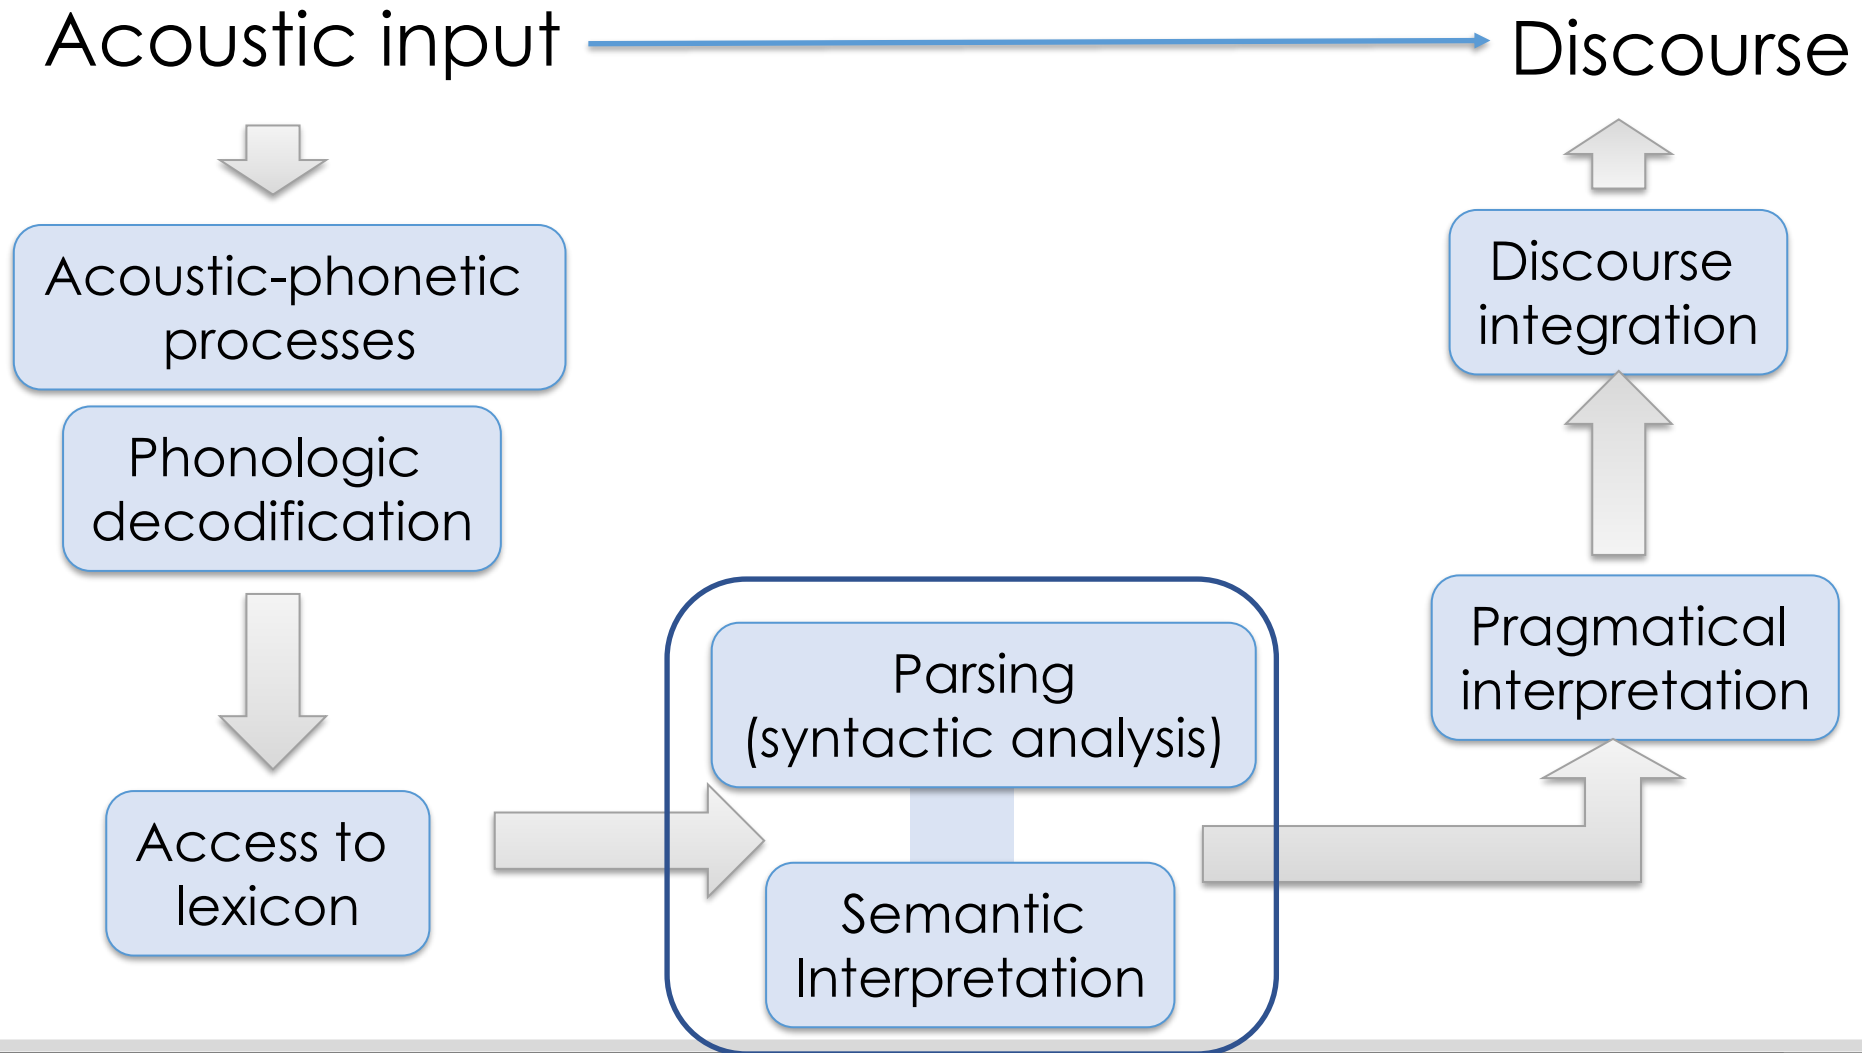 Acoustic input
Discourse
Acoustic-phonetic
processes
Phonologic
decodification
Access to
lexicon
Parsing
(syntactic analysis)
Semantic
Interpretation
Pragmatical
interpretation
Discourse
integration